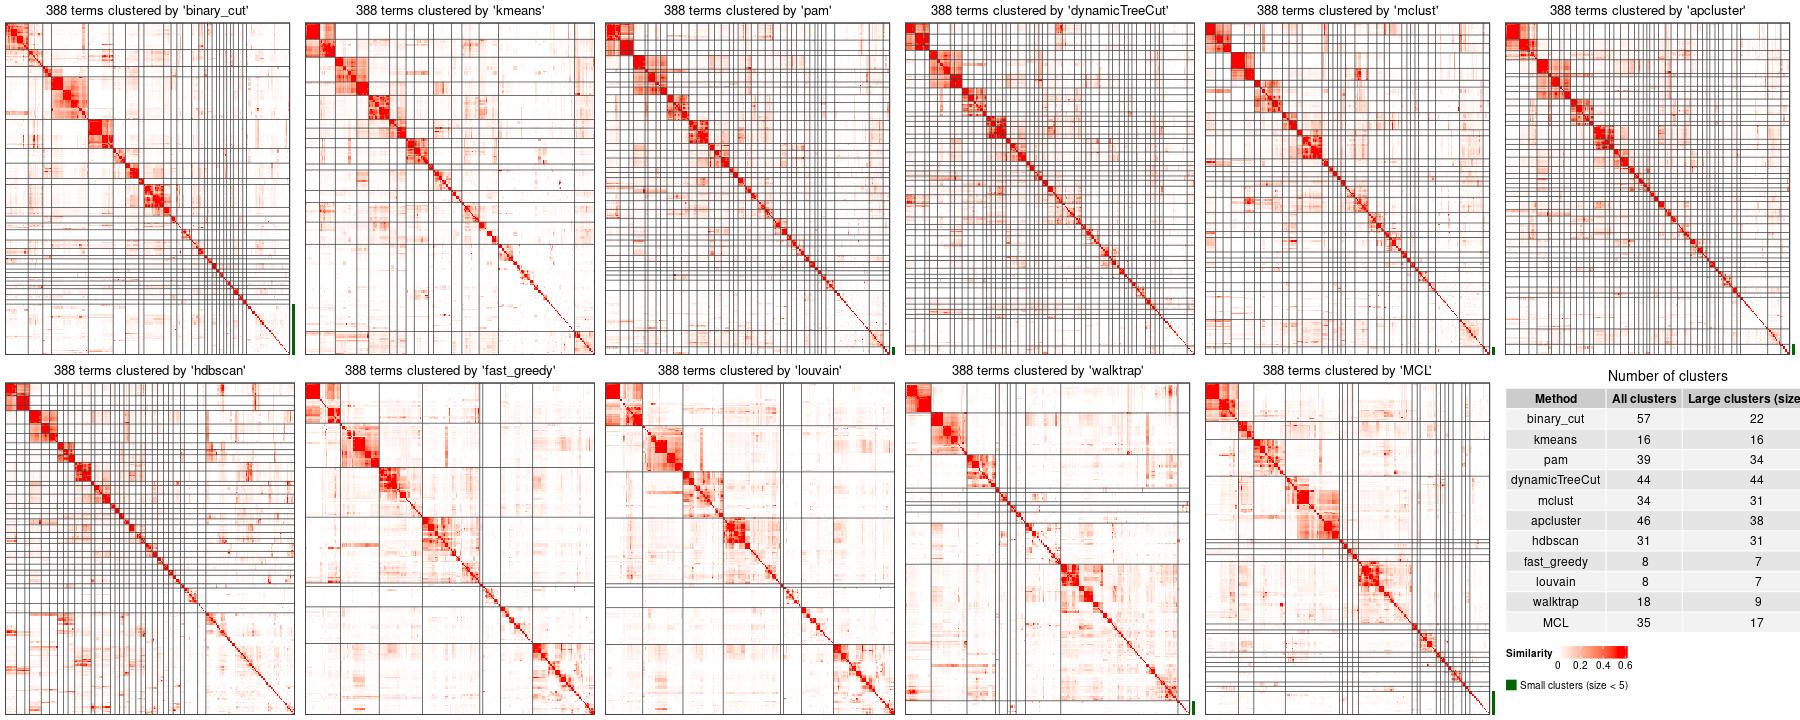 388 terms clustered by 'binary_cut'
388 terms clustered by 'kmeans'
388 terms clustered by 'pam'
388 terms clustered by 'dynamicTreeCut'
388 terms clustered by 'mclust'
388 terms clustered by 'apcluster'
388 terms clustered by 'hdbscan'
388 terms clustered by 'fast_greedy'
388 terms clustered by 'louvain'
388 terms clustered by 'walktrap'
388 terms clustered by 'MCL'
Number of clusters
Method All clusters Large clusters (size
binary_cut 57 22
kmeans 16 16
pam 39 34
dynamicTreeCut 44 44
mclust 34 31
apcluster 46 38
hdbscan 31 31
fast_greedy 8 7
louvain 8 7
walktrap 18 9
MCL 35 17
Similarity
0 0.2 0.4 0.6
Small clusters (size < 5)